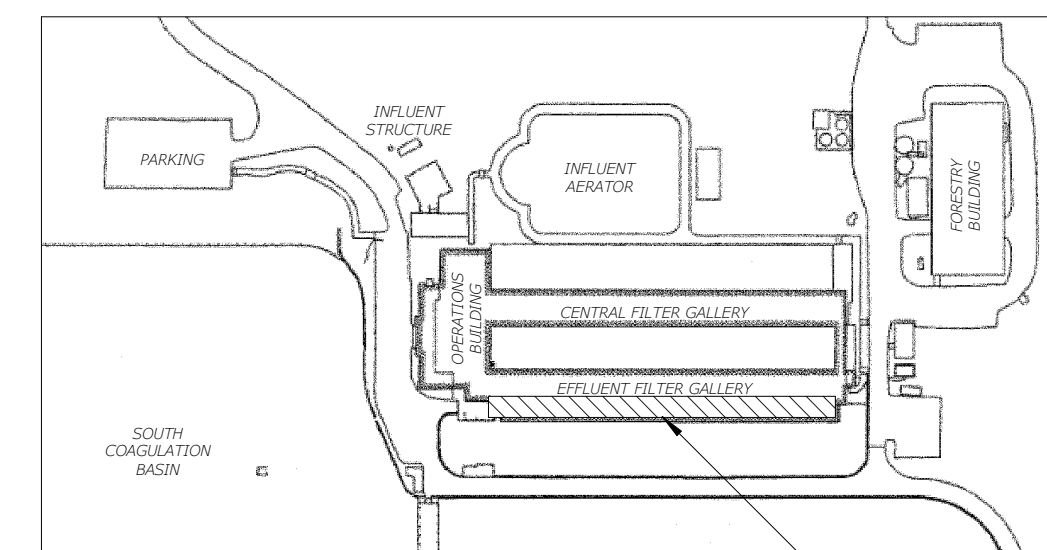 INFLUENT
STRUCTURE
PARKING
INFLUENT
AERATOR
FORESTRY
BUILDING
OPERATIONS
BUILDING
CENTRAL FILTER GALLERY
EFFLUENT FILTER GALLERY
SOUTH
COAGULATION
BASIN